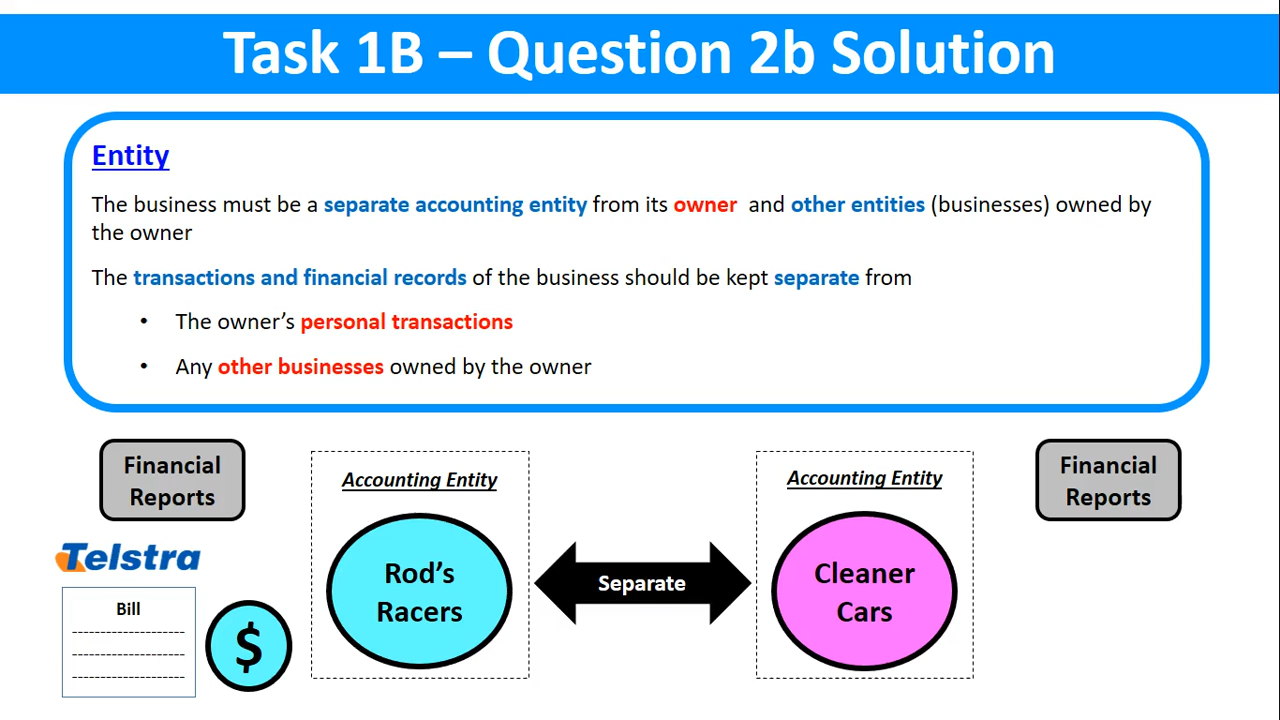 Task 1B – Question 2b Solution
Entity
The business must be a separate accounting entity from its owner and other entities (businesses) owned by
the owner
The transactions and financial records of the business should be kept separate from
• The owner’s personal transactions
• Any other businesses owned by the owner
Financial
Reports
Telstra
Bill
$
Accounting Entity
Rod’s
Racers
Separate
Accounting Entity
Cleaner
Cars
Financial
Reports